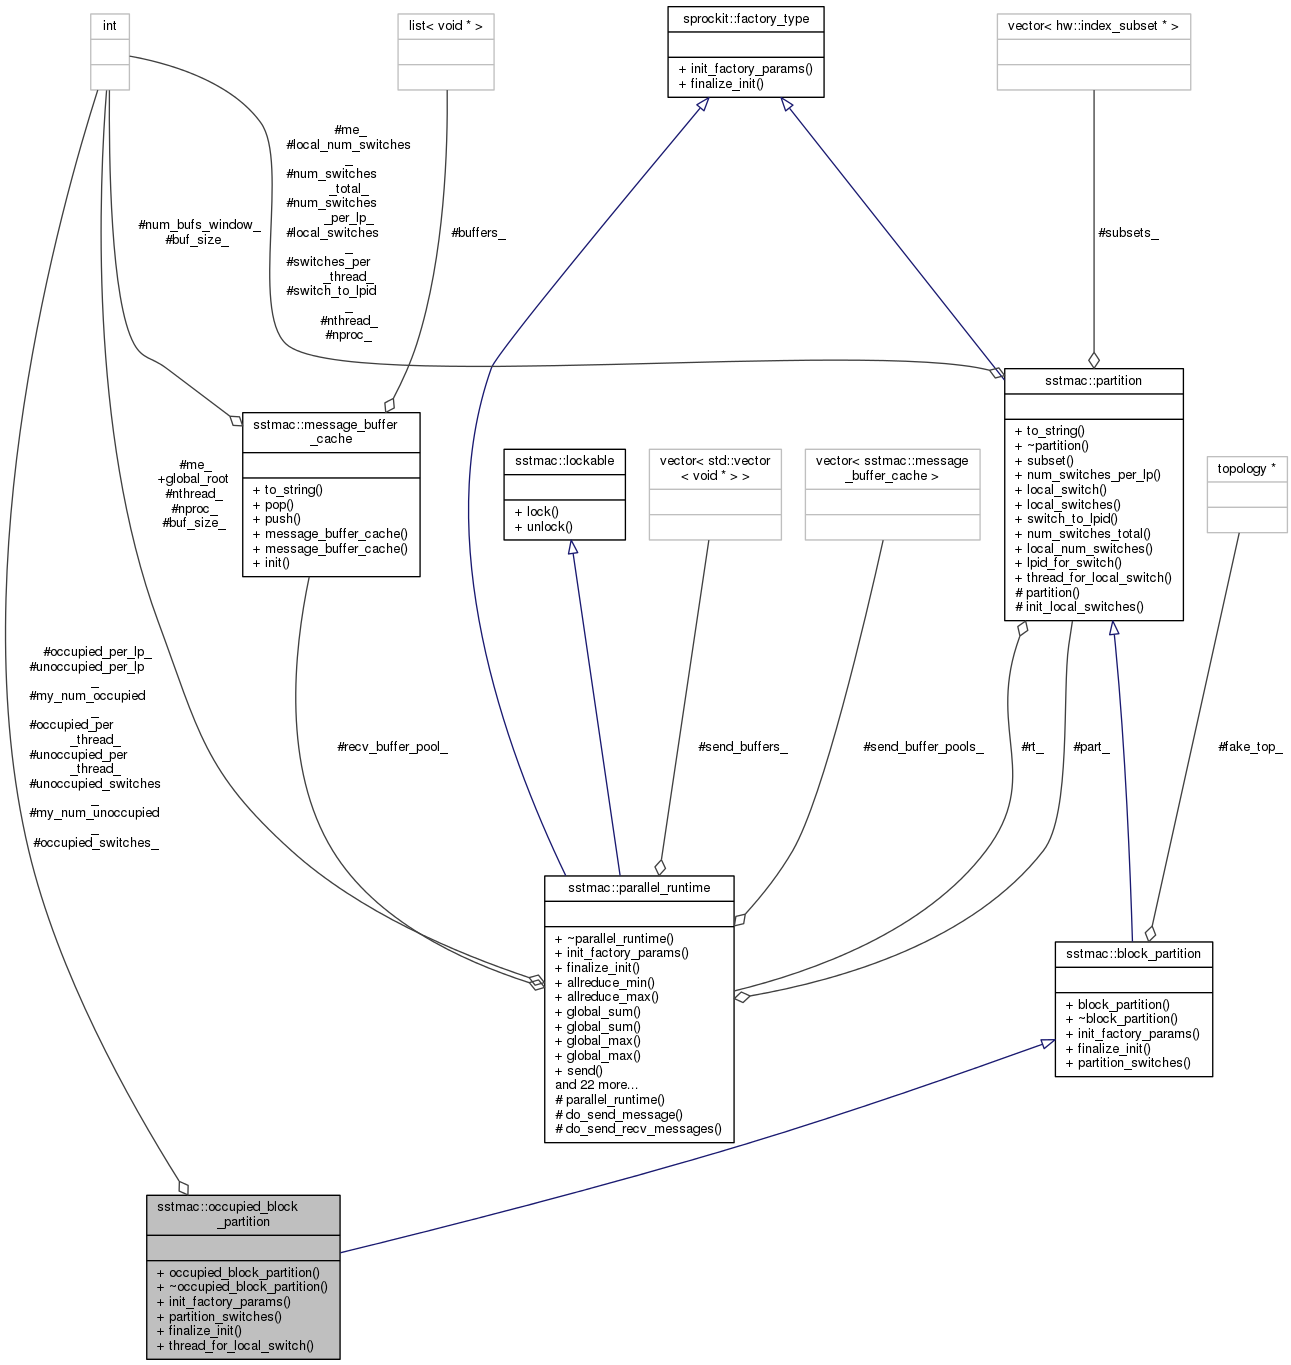 int
list< void * >
sprockit::factory_type
+ init_factory_params()
+ finalize_init()
vector< hw::index_subset * >
#me_
#local_num_switches
_
#num_switches
_total_
#num_switches
_per_lp_
#local_switches
_
#switches_per
_thread_
#switch_to_lpid
_
#nthread_
#nproc_
#num_bufs_window_
#buf_size_
#buffers_
#subsets_
sstmac::partition
+ to_string()
+ ~partition()
+ subset()
+ num_switches_per_lp()
+ local_switch()
+ local_switches()
+ switch_to_lpid()
+ num_switches_total()
+ local_num_switches()
+ lpid_for_switch()
+ thread_for_local_switch()
# partition()
# init_local_switches()
sstmac::message_buffer
_cache
+ to_string()
+ pop()
+ push()
+ message_buffer_cache()
+ message_buffer_cache()
+ init()
#me_
+global_root
#nthread_
#nproc_
#buf_size_
sstmac::lockable
+ lock()
+ unlock()
vector< std::vector
< void * > >
vector< sstmac::message
_buffer_cache >
topology *
#occupied_per_lp_
#unoccupied_per_lp
_
#my_num_occupied
_
#occupied_per
_thread_
#unoccupied_per
_thread_
#unoccupied_switches
_
#my_num_unoccupied
_
#occupied_switches_
#recv_buffer_pool_
#send_buffers_
#send_buffer_pools_
#rt_
#part_
#fake_top_
sstmac::parallel_runtime
+ ~parallel_runtime()
+ init_factory_params()
+ finalize_init()
+ allreduce_min()
+ allreduce_max()
+ global_sum()
+ global_sum()
+ global_max()
+ global_max()
+ send()
and 22 more...
# parallel_runtime()
# do_send_message()
# do_send_recv_messages()
sstmac::block_partition
+ block_partition()
+ ~block_partition()
+ init_factory_params()
+ finalize_init()
+ partition_switches()
sstmac::occupied_block
_partition
+ occupied_block_partition()
+ ~occupied_block_partition()
+ init_factory_params()
+ partition_switches()
+ finalize_init()
+ thread_for_local_switch()